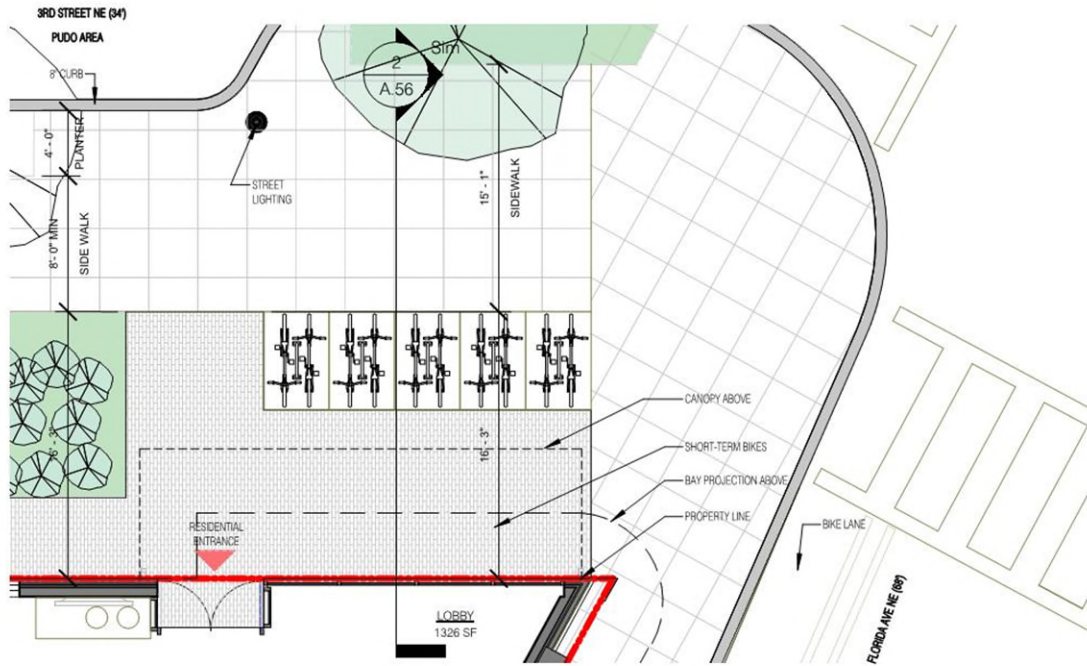 3RD STREET NE (34')
PUDO AREA
8" CURB
4' - 0"
PLANTER
8'- 0" MIN
SIDE WALK
2
Sim
A.56
STREET
LIGHTING
15' - 1"
SIDEWALK
16' - 3"
CANOPY ABOVE
SHORT-TERM BIKES
BAY PROJECTION ABOVE
PROPERTY LINE
BIKE LANE
RESIDENTIAL
ENTRANCE
LOBBY
1326 SF
FLORIDA AVE NE (68')